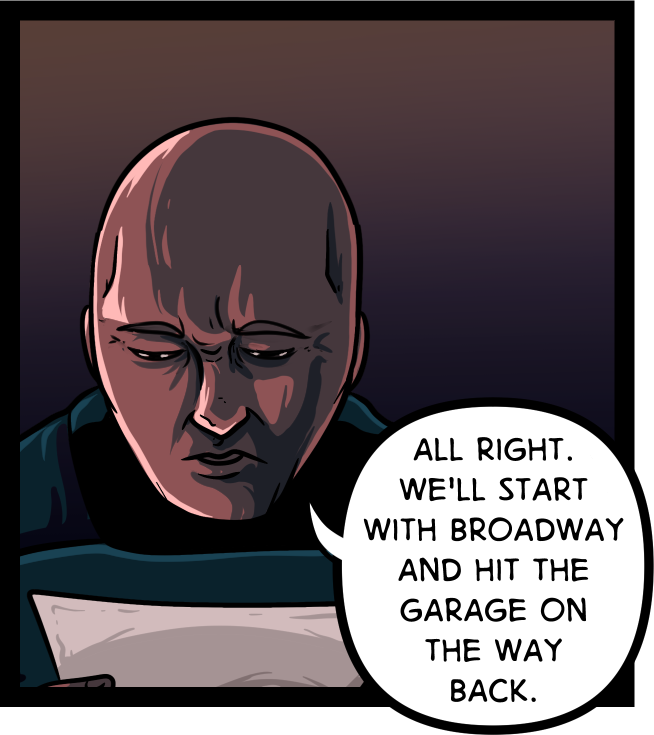 ALL RIGHT.
WE'LL START
WITH BROADWAY
AND HIT THE
GARAGE ON
THE WAY
BACK.